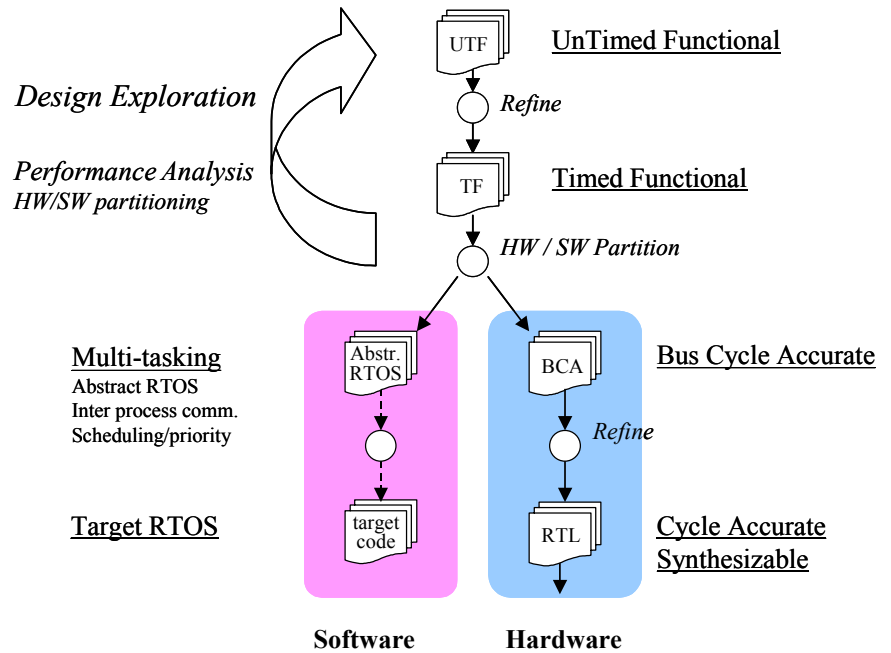 UTF
UnTimed Functional
Design Exploration
Refine
Performance Analysis
HW/SW partitioning
TF
Timed Functional
HW / SW Partition
Multi-tasking
Abstract RTOS
Inter process comm.
Scheduling/priority
Abstr.
RTOS
BCA
Bus Cycle Accurate
Refine
Target RTOS
target
code
RTL
Cycle Accurate
Synthesizable
Software
Hardware